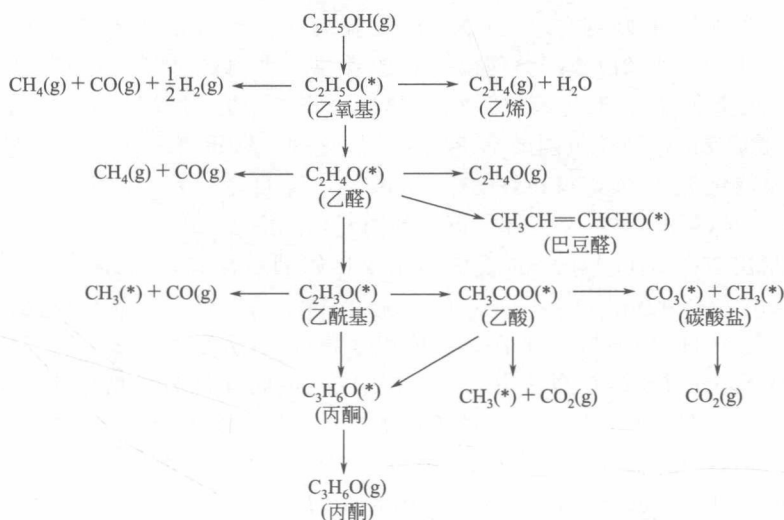 C₂H₅OH(g)
CH₄(g) + CO(g) + 1/2 H₂(g) ← C₂H₅O(*) → C₂H₄(g) + H₂O
(乙氧基) (乙烯)
CH₄(g) + CO(g) ← C₂H₄O(*) → C₂H₄O(g)
(乙醛)
CH₃CH=CHCHO(*)
(巴豆醛)
CH₃(*) + CO(g) ← C₂H₃O(*) → CH₃COO(*) → CO₃(*) + CH₃(*)
(乙酰基) (乙酸) (碳酸盐)
C₃H₆O(*) CH₃(*) + CO₂(g) CO₂(g)
(丙酮)
C₃H₆O(g)
(丙酮)